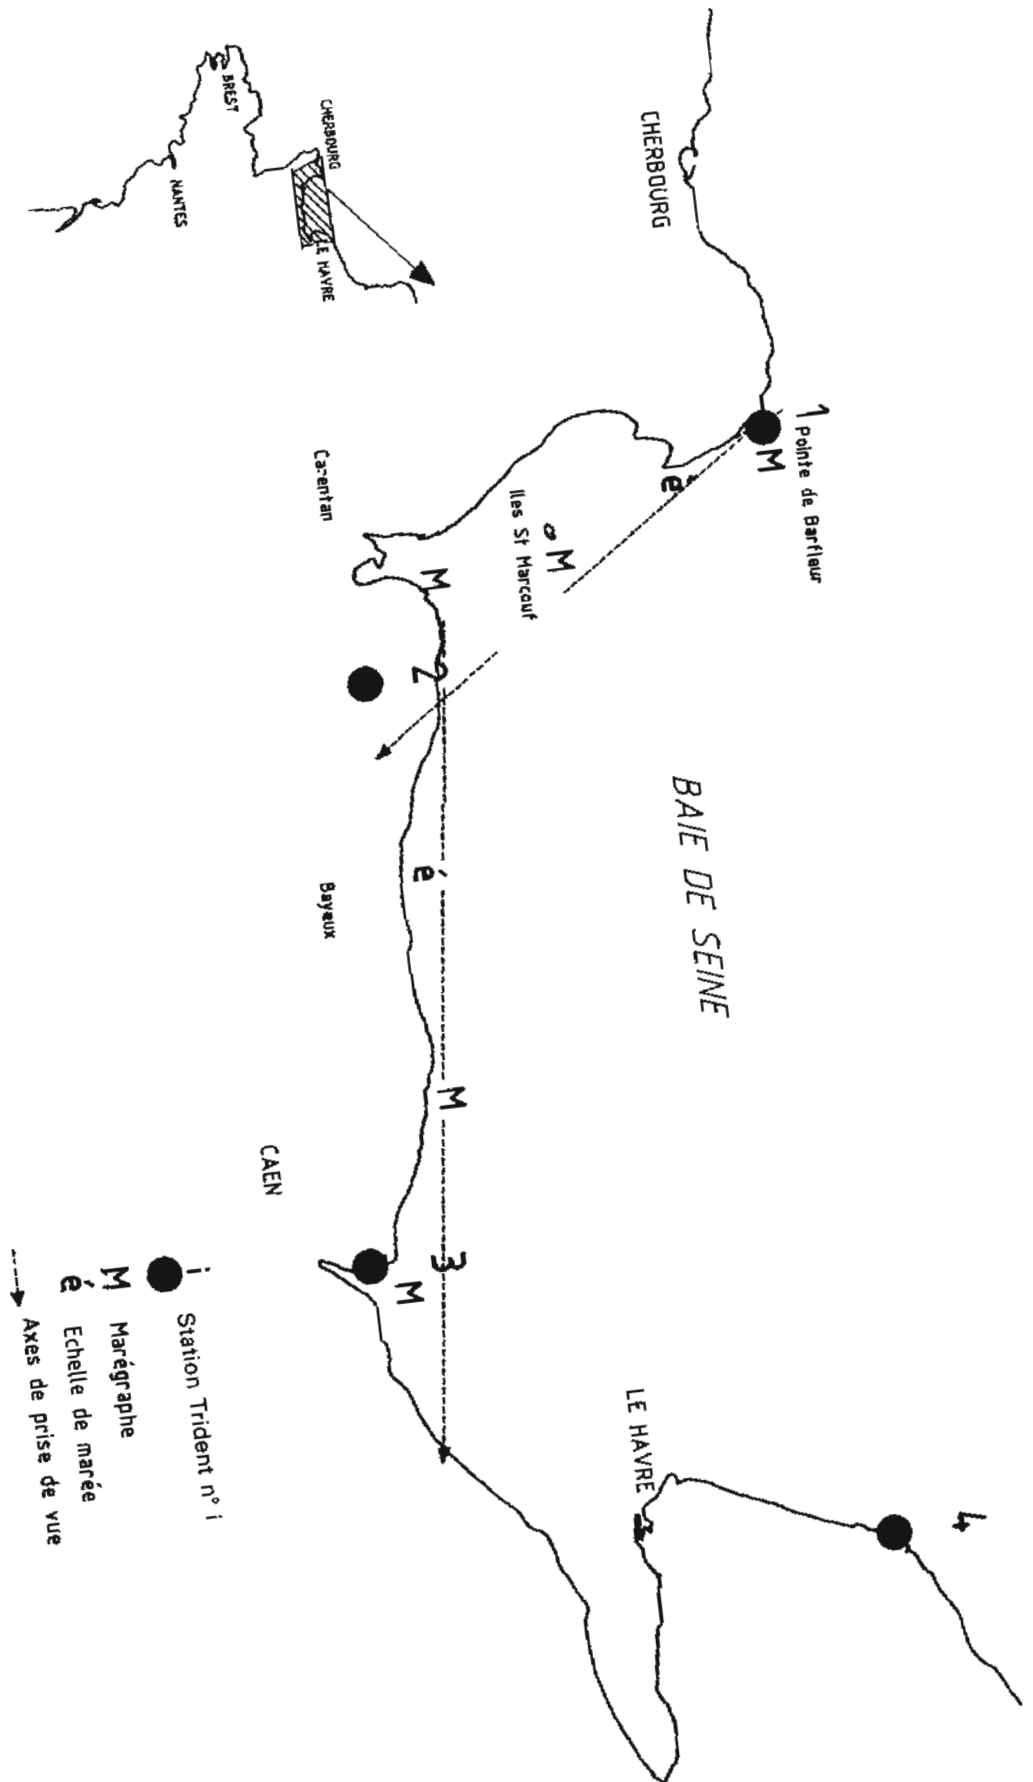 BREST
NANTES
CHERBOURG
LE HAVRE
CHERBOURG
1
Pointe de Barfleur
M
é
Iles St Marcouf
M
Carentan
M
2
BAIE DE SEINE
é
Bayeux
M
CAEN
3
M
LE HAVRE
4
i Station Trident n° i
M Marégraphe
é Echelle de marée
Axes de prise de vue